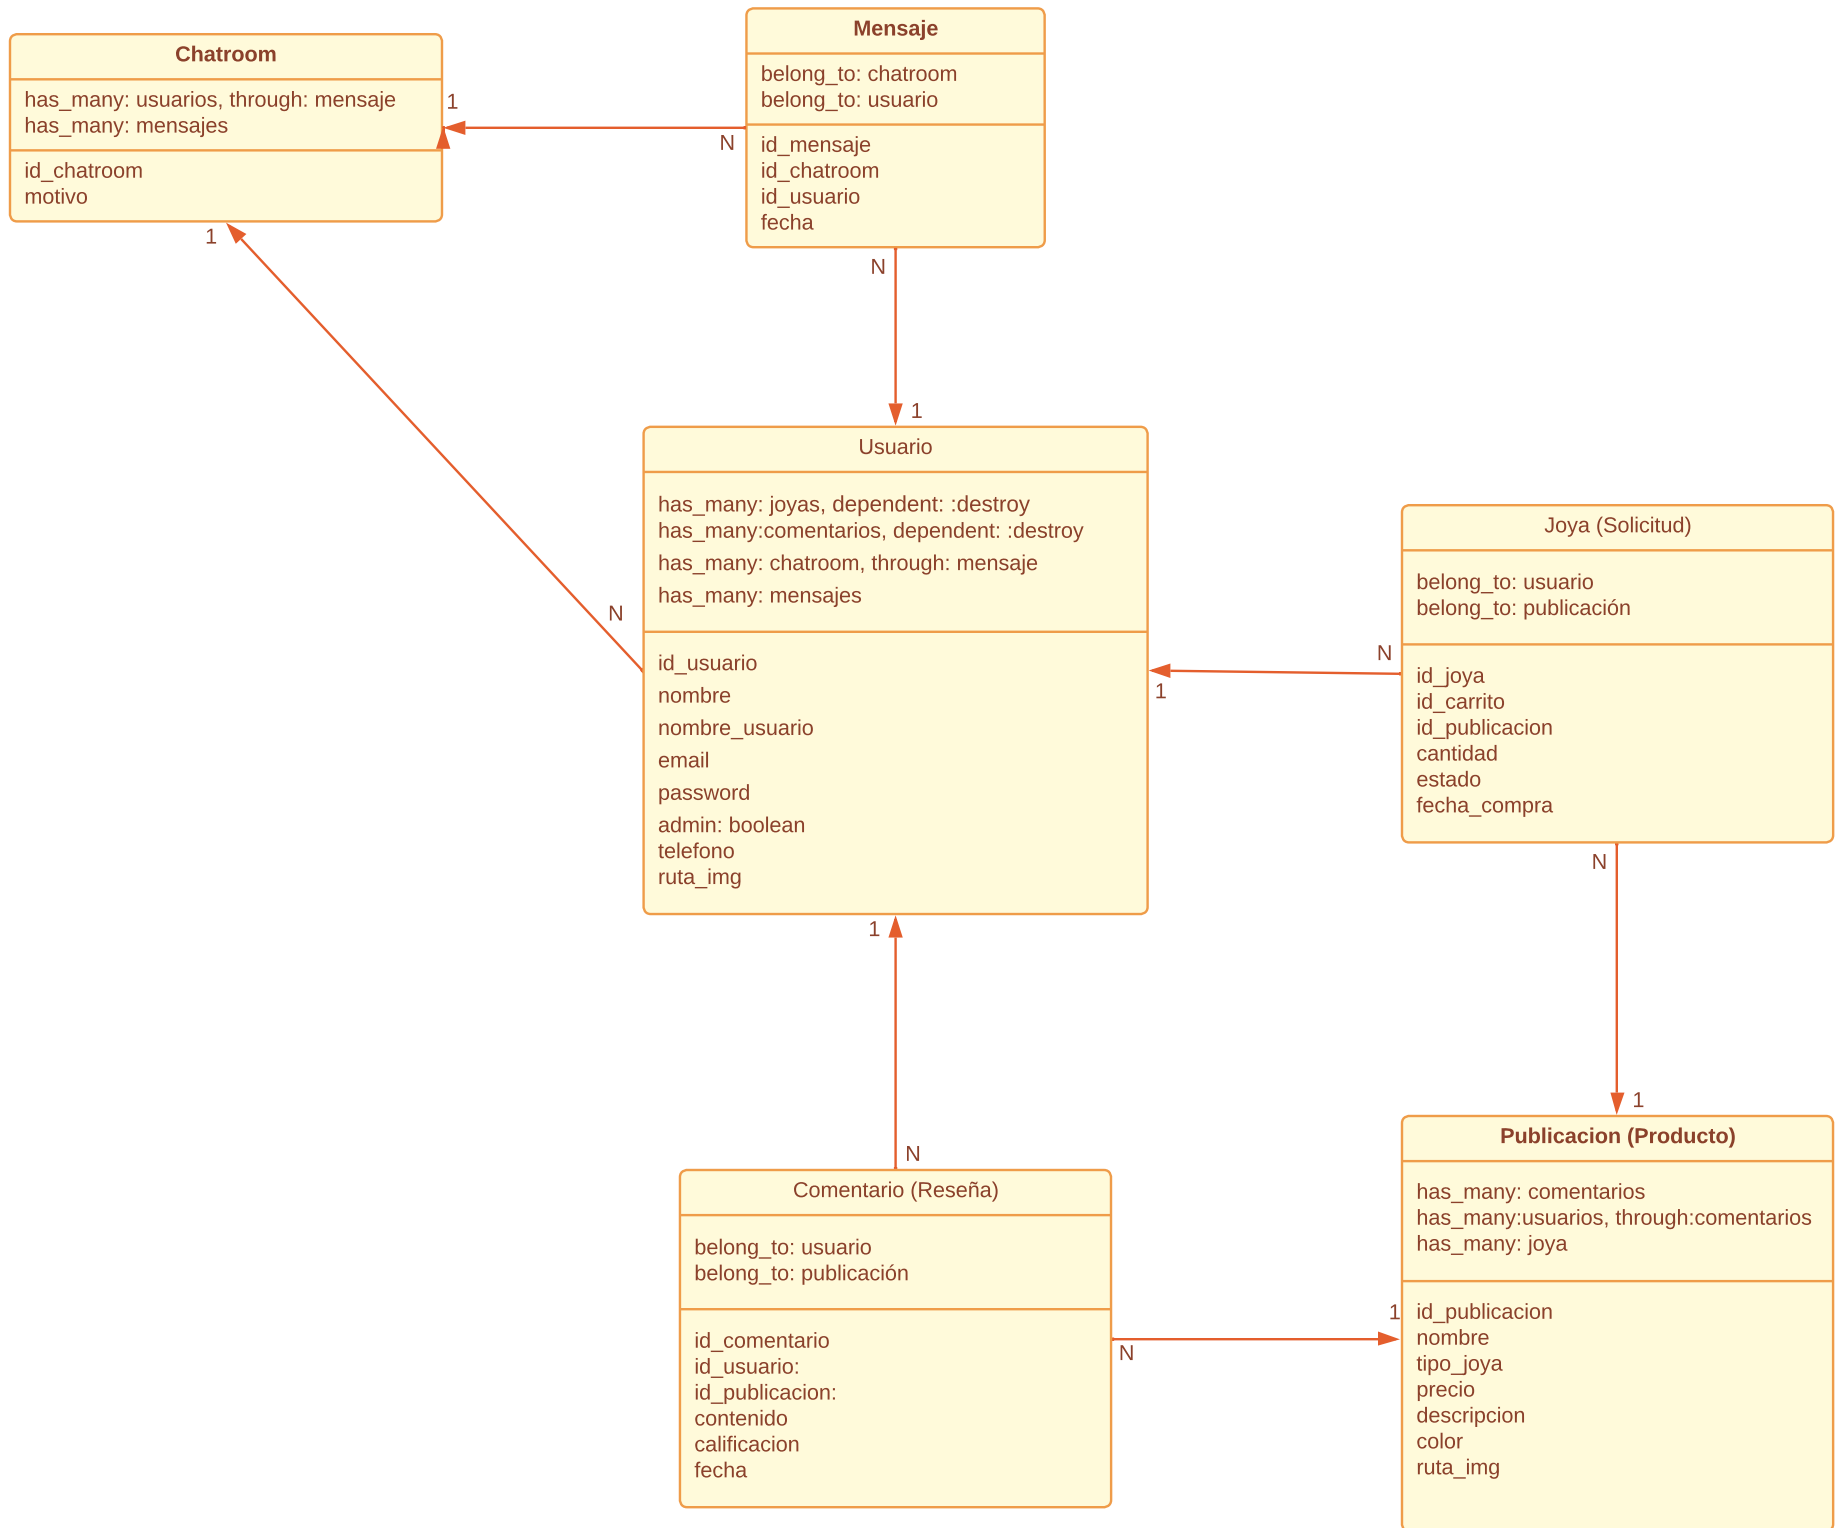 Chatroom
has_many: usuarios, through: mensaje
has_many: mensajes
id_chatroom
motivo
1
1
Mensaje
belong_to: chatroom
belong_to: usuario
id_mensaje
id_chatroom
id_usuario
fecha
N
N
1
Usuario
has_many: joyas, dependent: :destroy
has_many:comentarios, dependent: :destroy
has_many: chatroom, through: mensaje
has_many: mensajes
id_usuario
nombre
nombre_usuario
email
password
admin: boolean
telefono
ruta_img
N
1
1
Joya (Solicitud)
belong_to: usuario
belong_to: publicación
id_joya
id_carrito
id_publicacion
cantidad
estado
fecha_compra
N
N
1
N
Comentario (Reseña)
belong_to: usuario
belong_to: publicación
id_comentario
id_usuario:
id_publicacion:
contenido
calificacion
fecha
N
1
Publicacion (Producto)
has_many: comentarios
has_many:usuarios, through:comentarios
has_many: joya
id_publicacion
nombre
tipo_joya
precio
descripcion
color
ruta_img